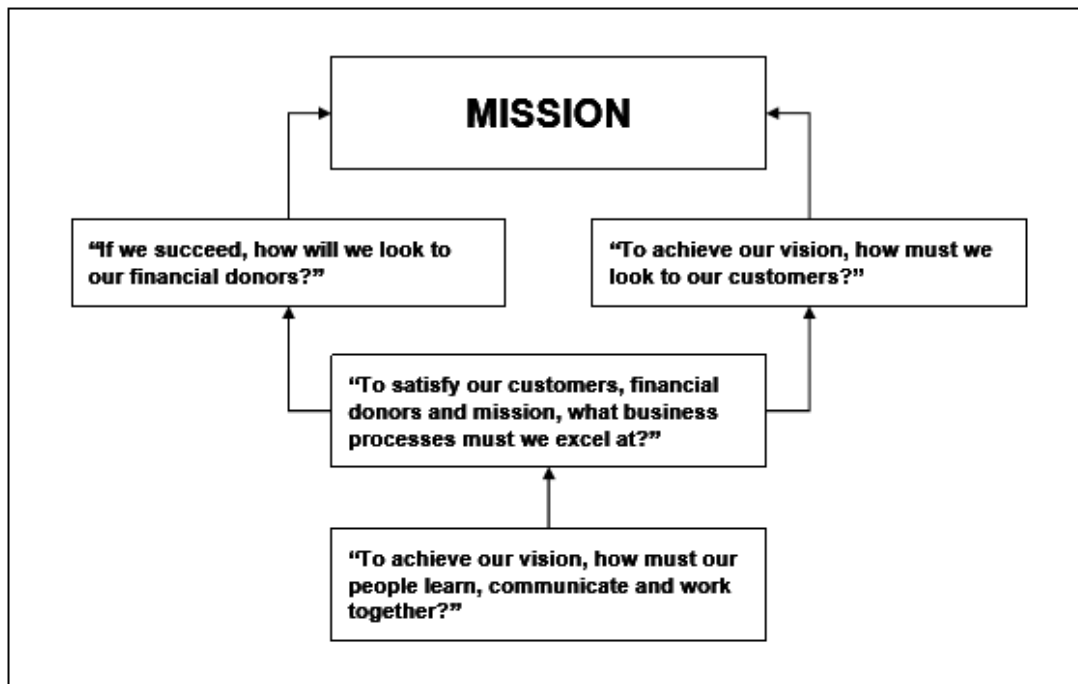 MISSION
“If we succeed, how will we look to
our financial donors?”
“To achieve our vision, how must we
look to our customers?”
“To satisfy our customers, financial
donors and mission, what business
processes must we excel at?”
“To achieve our vision, how must our
people learn, communicate and work
together?”